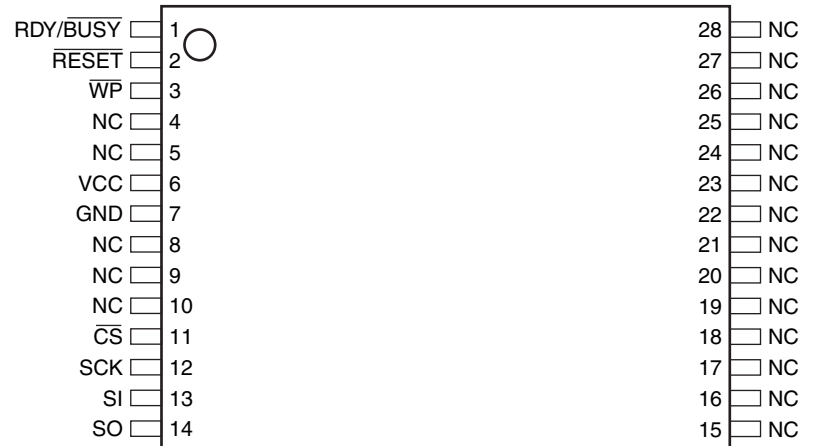 RDY/BUSY 1 28 NC
RESET 2 27 NC
WP 3 26 NC
NC 4 25 NC
NC 5 24 NC
VCC 6 23 NC
GND 7 22 NC
NC 8 21 NC
NC 9 20 NC
NC 10 19 NC
CS 11 18 NC
SCK 12 17 NC
SI 13 16 NC
SO 14 15 NC